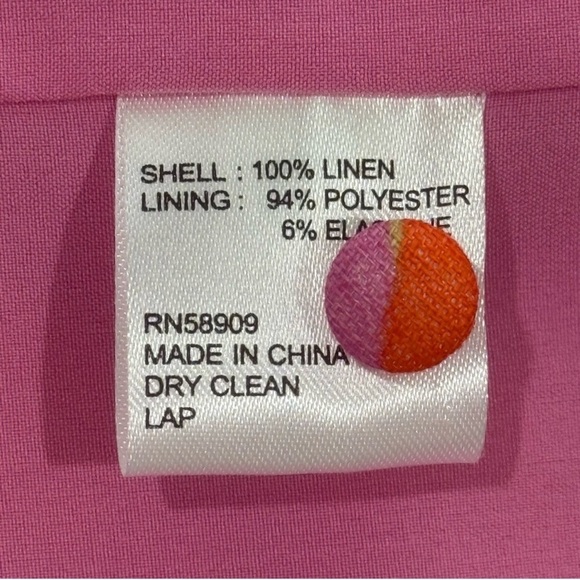 SHELL : 100% LINEN
LINING : 94% POLYESTER
6%
RN58909
MADE IN CHINA
DRY CLEAN
LAP